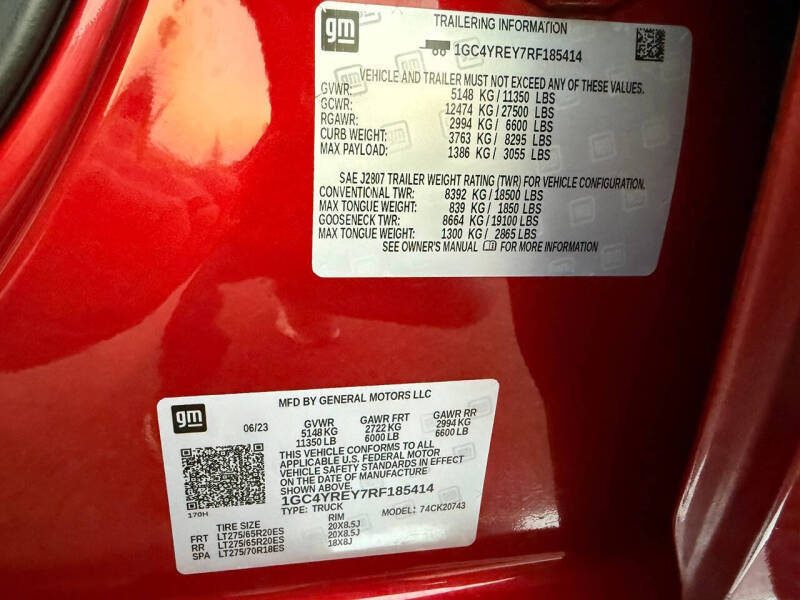 gm
TRAILERING INFORMATION
1GC4YREY7RF185414
VEHICLE AND TRAILER MUST NOT EXCEED ANY OF THESE VALUES.
GVWR: 5148 KG/ 11350 LBS
GCWR: 12474 KG/ 27500 LBS
RGAWR: 2994 KG/ 6600 LBS
CURB WEIGHT: 3763 KG/ 8295 LBS
MAX PAYLOAD: 1386 KG/ 3055 LBS
SAE J2807 TRAILER WEIGHT RATING (TWR) FOR VEHICLE CONFIGURATION.
CONVENTIONAL TWR: 8392 KG/ 18500 LBS
MAX TONGUE WEIGHT: 839 KG/ 1850 LBS
GOOSENECK TWR: 8664 KG/ 19100 LBS
MAX TONGUE WEIGHT: 1300 KG/ 2865 LBS
SEE OWNER'S MANUAL FOR MORE INFORMATION
gm
MFD BY GENERAL MOTORS LLC
06/23 GVWR GAWR FRT GAWR RR
5148 KG 2722 KG 2994 KG
11350 LB 6000 LB 6600 LB
THIS VEHICLE CONFORMS TO ALL
APPLICABLE U.S. FEDERAL MOTOR
VEHICLE SAFETY STANDARDS IN EFFECT
ON THE DATE OF MANUFACTURE
SHOWN ABOVE.
1GC4YREY7RF185414
TYPE: TRUCK MODEL: 74CK20743
170H
TIRE SIZE RIM
FRT LT275/65R20ES 20X8.5J
RR LT275/65R20ES 20X8.5J
SPA LT275/70R18ES 18X8J